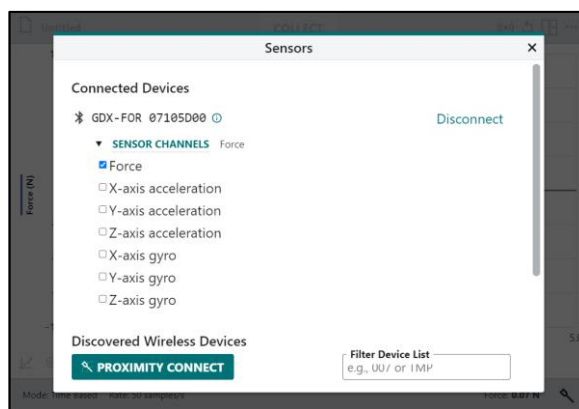 Untitled
COLLECT
Sensors
×
Connected Devices
GDX-FOR 07105D00
Disconnect
SENSOR CHANNELS Force
Force
X-axis acceleration
Y-axis acceleration
Z-axis acceleration
X-axis gyro
Y-axis gyro
Z-axis gyro
Force (N)
Discovered Wireless Devices
PROXIMITY CONNECT
Filter Device List
e.g., 007 or TMP
Mode: Time Based Rate: 50 samples/s
Force: 0.07 N